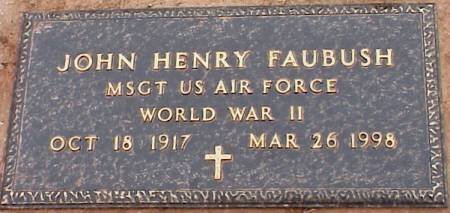 JOHN HENRY FAUBUSH
MSGT US AIR FORCE
WORLD WAR II
OCT 18 1917 MAR 26 1998